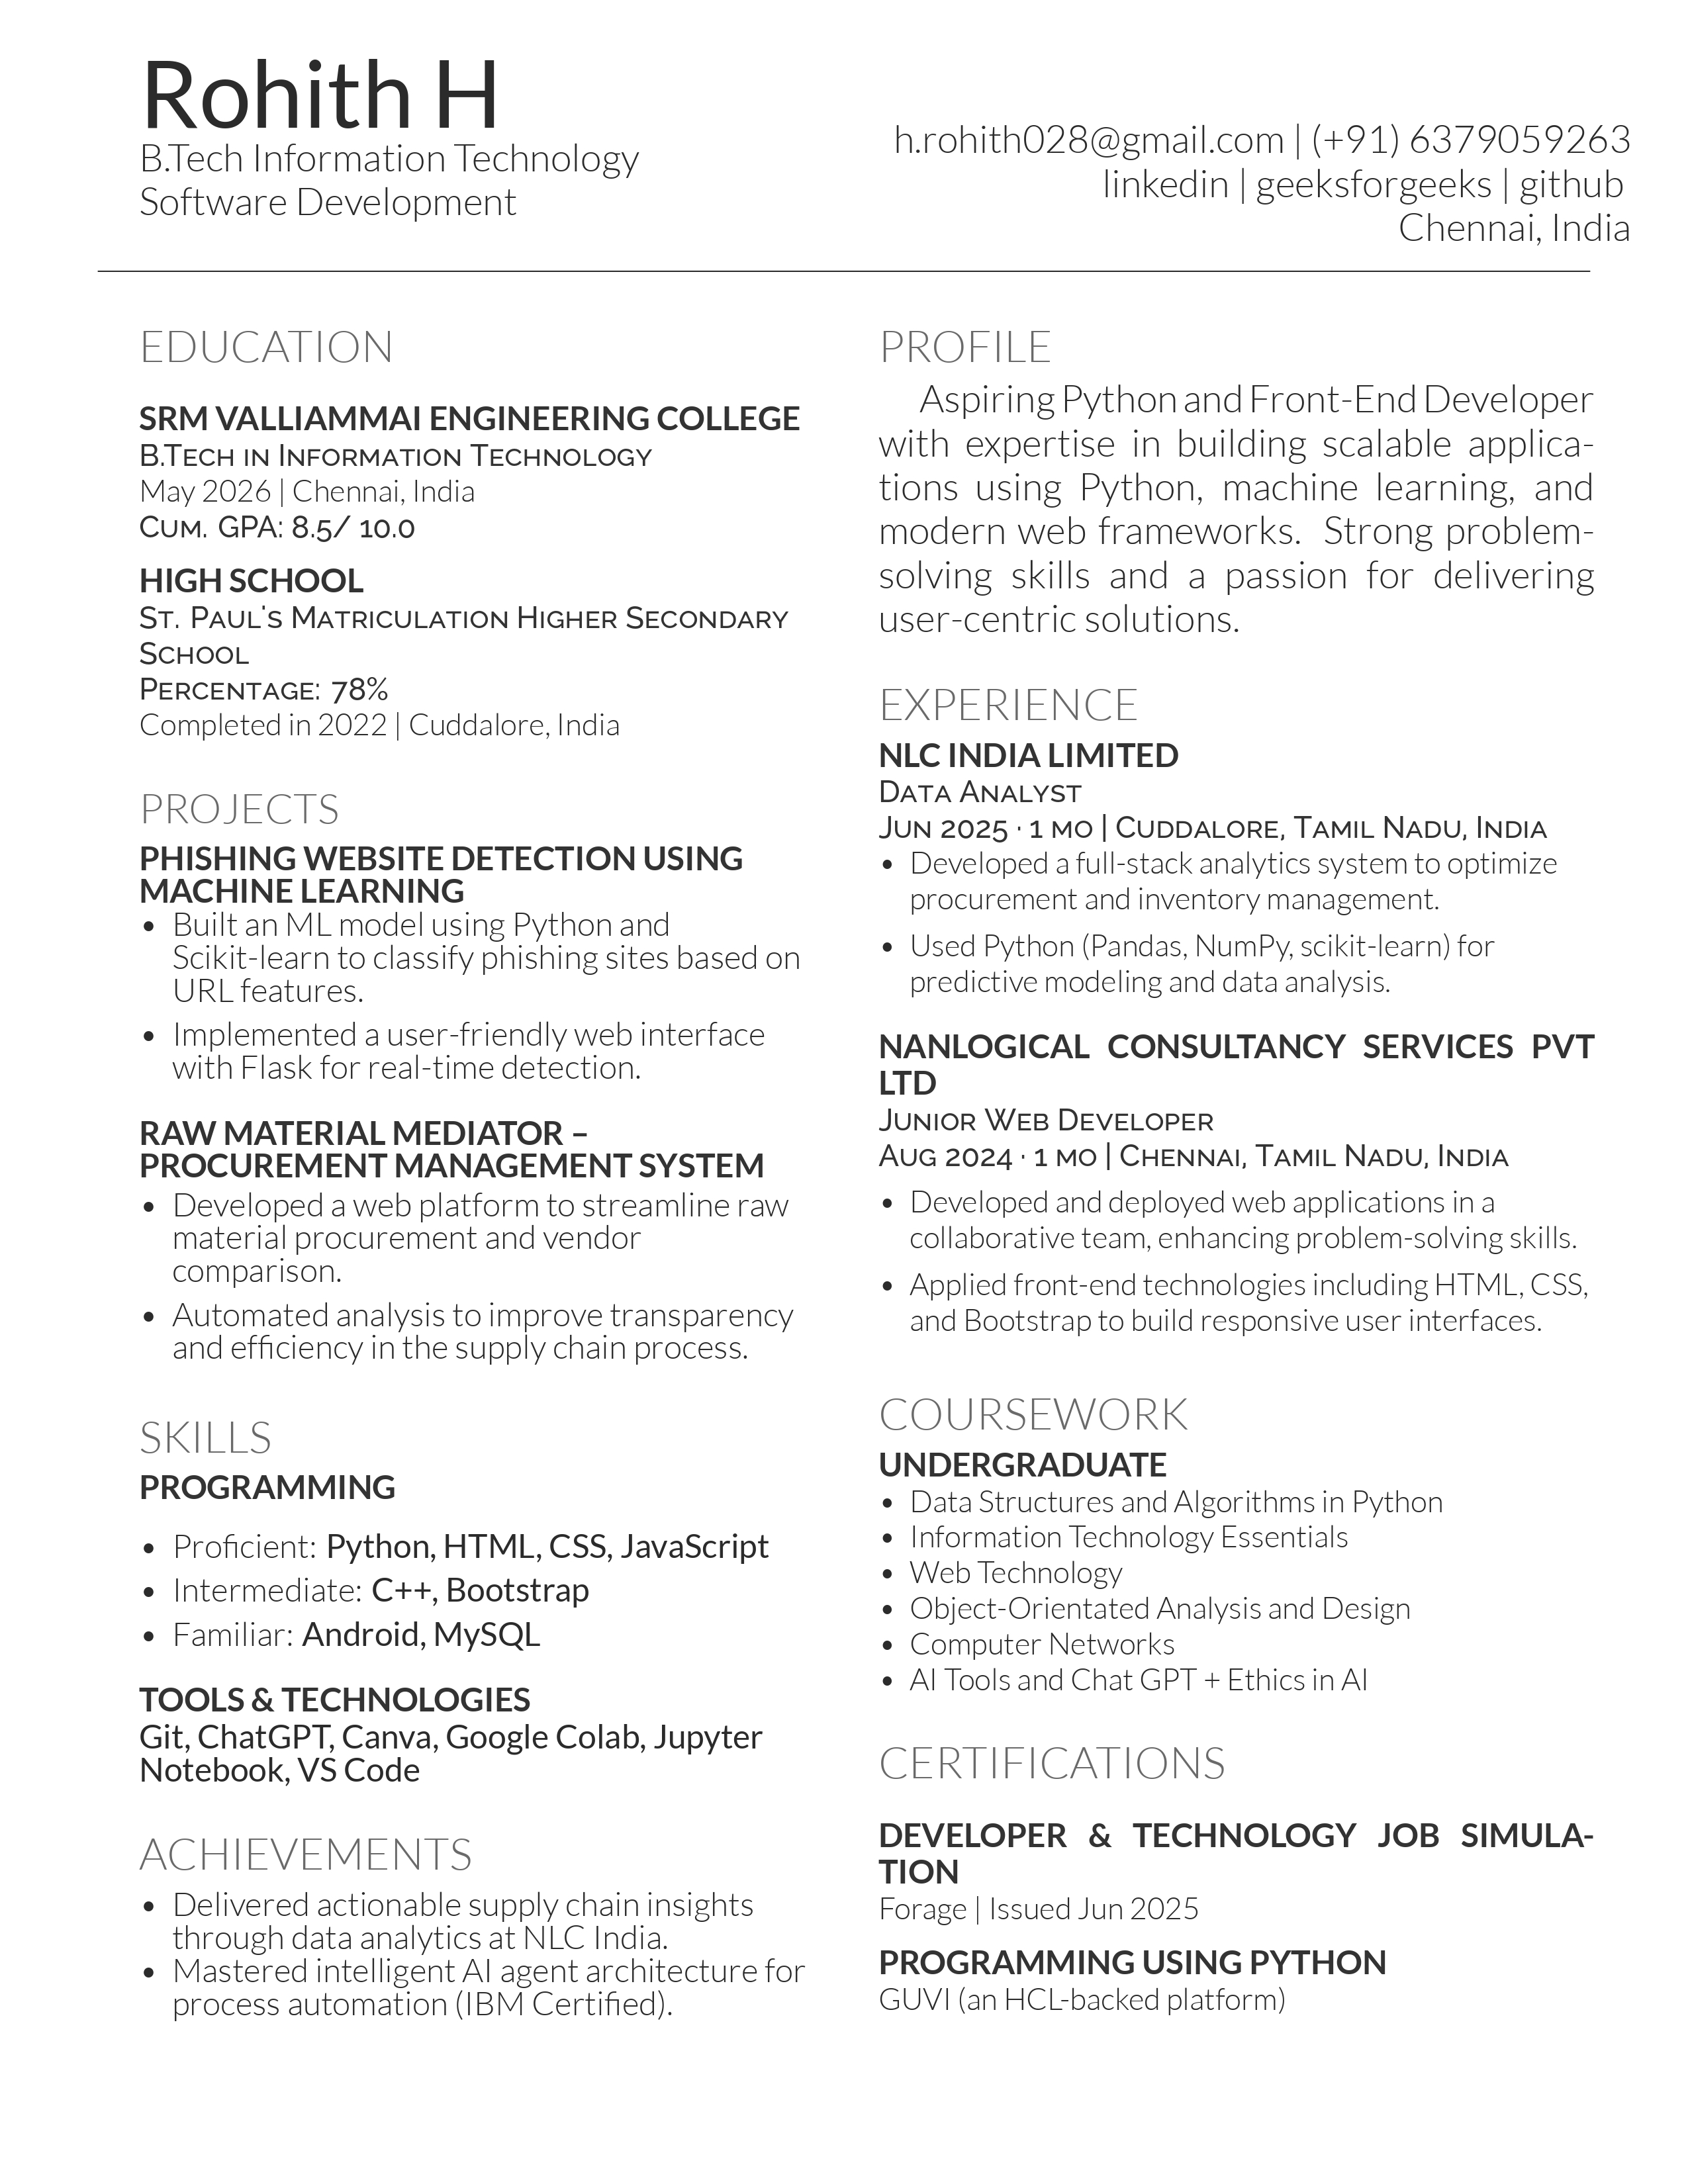 Rohith H
B.Tech Information Technology
Software Development
h.rohith028@gmail.com | (+91) 6379059263
linkedin | geeksforgeeks | github
Chennai, India
EDUCATION
SRM VALLIAMMAI ENGINEERING COLLEGE
B.Tech in Information Technology
May 2026 | Chennai, India
Cum. GPA: 8.5/ 10.0
HIGH SCHOOL
St. Paul's Matriculation Higher Secondary
School
Percentage: 78%
Completed in 2022 | Cuddalore, India
PROJECTS
PHISHING WEBSITE DETECTION USING
MACHINE LEARNING
• Built an ML model using Python and
Scikit-learn to classify phishing sites based on
URL features.
• Implemented a user-friendly web interface
with Flask for real-time detection.
RAW MATERIAL MEDIATOR –
PROCUREMENT MANAGEMENT SYSTEM
• Developed a web platform to streamline raw
material procurement and vendor
comparison.
• Automated analysis to improve transparency
and efficiency in the supply chain process.
SKILLS
PROGRAMMING
• Proficient: Python, HTML, CSS, JavaScript
• Intermediate: C++, Bootstrap
• Familiar: Android, MySQL
TOOLS & TECHNOLOGIES
Git, ChatGPT, Canva, Google Colab, Jupyter
Notebook, VS Code
ACHIEVEMENTS
• Delivered actionable supply chain insights
through data analytics at NLC India.
• Mastered intelligent AI agent architecture for
process automation (IBM Certified).
PROFILE
Aspiring Python and Front-End Developer
with expertise in building scalable applica-
tions using Python, machine learning, and
modern web frameworks. Strong problem-
solving skills and a passion for delivering
user-centric solutions.
EXPERIENCE
NLC INDIA LIMITED
Data Analyst
Jun 2025 · 1 mo | Cuddalore, Tamil Nadu, India
• Developed a full-stack analytics system to optimize
procurement and inventory management.
• Used Python (Pandas, NumPy, scikit-learn) for
predictive modeling and data analysis.
NANLOGICAL CONSULTANCY SERVICES PVT
LTD
Junior Web Developer
Aug 2024 · 1 mo | Chennai, Tamil Nadu, India
• Developed and deployed web applications in a
collaborative team, enhancing problem-solving skills.
• Applied front-end technologies including HTML, CSS,
and Bootstrap to build responsive user interfaces.
COURSEWORK
UNDERGRADUATE
• Data Structures and Algorithms in Python
• Information Technology Essentials
• Web Technology
• Object-Orientated Analysis and Design
• Computer Networks
• AI Tools and Chat GPT + Ethics in AI
CERTIFICATIONS
DEVELOPER & TECHNOLOGY JOB SIMULA-
TION
Forage | Issued Jun 2025
PROGRAMMING USING PYTHON
GUVI (an HCL-backed platform)